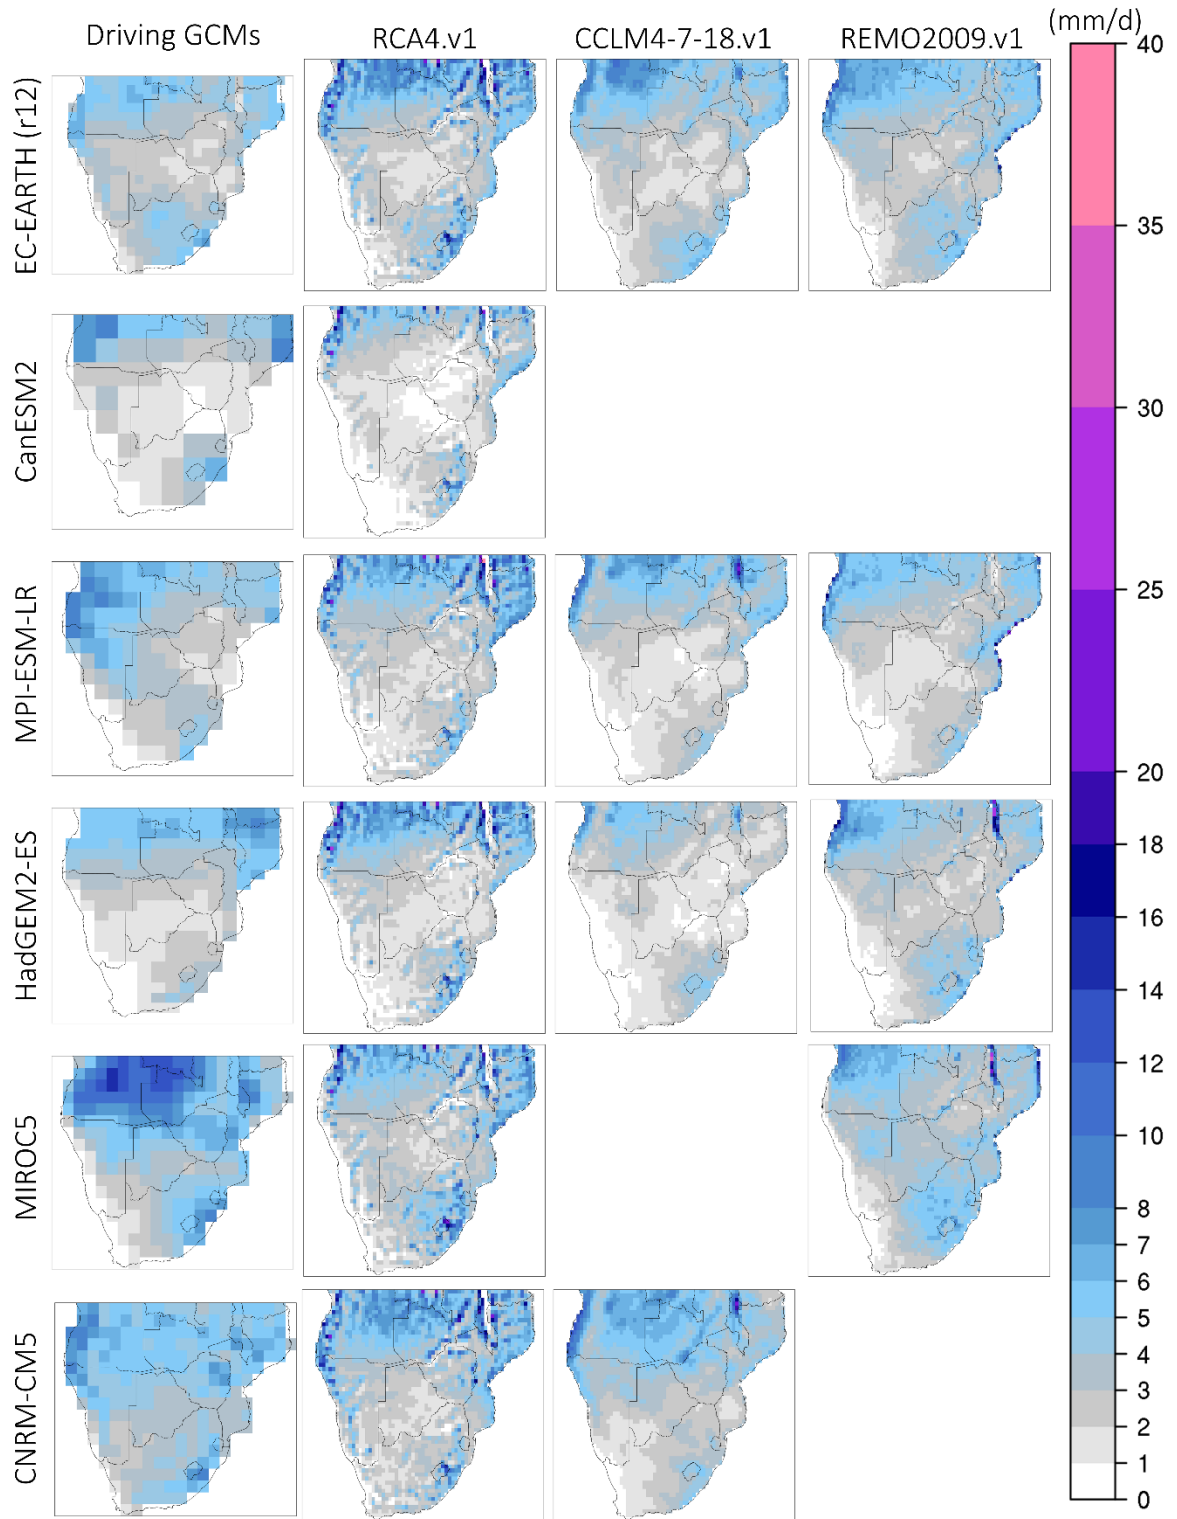 Driving GCMs RCA4.v1 CCLM4-7-18.v1 REMO2009.v1 (mm/d)
EC-EARTH (r12)
CanESM2
MPI-ESM-LR
HadGEM2-ES
MIROC5
CNRM-CM5
40
35
30
25
20
18
16
14
12
10
8
7
6
5
4
3
2
1
0